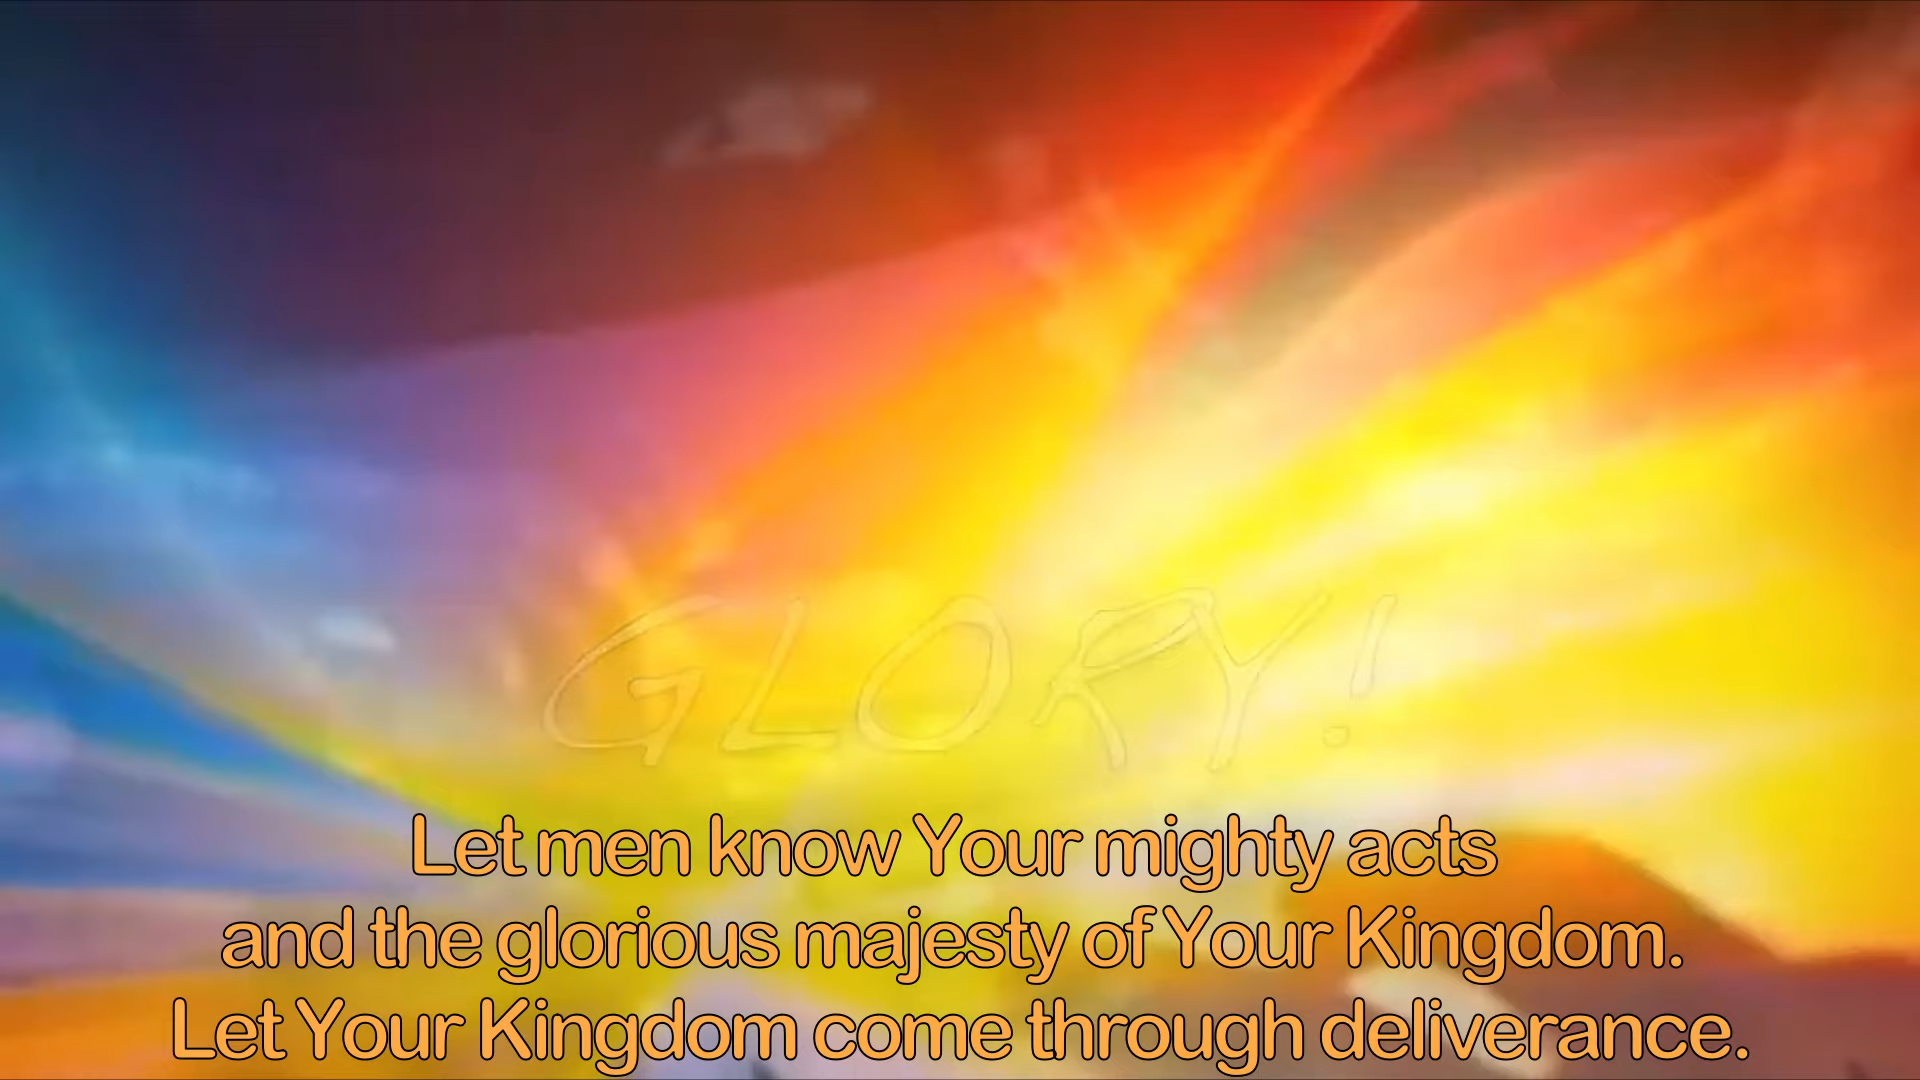 GLORY!
Let men know Your mighty acts
and the glorious majesty of Your Kingdom.
Let Your Kingdom come through deliverance.